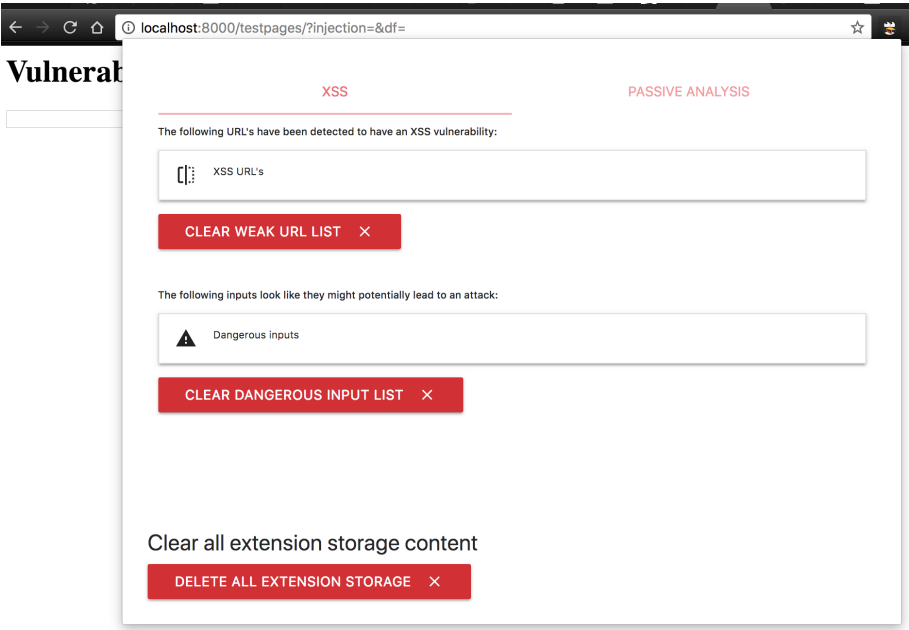 localhost:8000/testpages/?injection=&df=
XSS
PASSIVE ANALYSIS
The following URL's have been detected to have an XSS vulnerability:
XSS URL's
CLEAR WEAK URL LIST
The following inputs look like they might potentially lead to an attack:
Dangerous inputs
CLEAR DANGEROUS INPUT LIST
Clear all extension storage content
DELETE ALL EXTENSION STORAGE